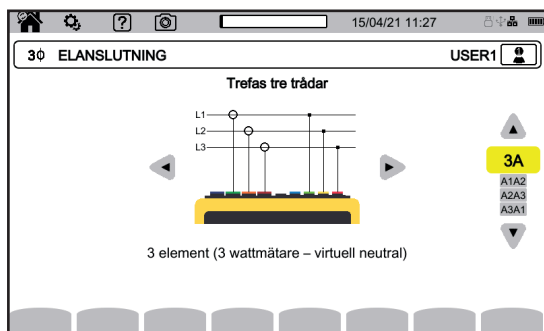 ?
15/04/21 11:27
3Φ ELANSLUTNING
USER1
Trefas tre trådar
L1
L2
L3
3A
A1A2
A2A3
A3A1
3 element (3 wattmätare – virtuell neutral)